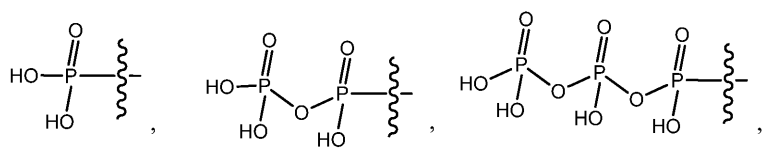 O
HO P
HO ,
O O
HO P P
O
HO HO ,
O O O
HO P P P
O O
HO HO HO ,